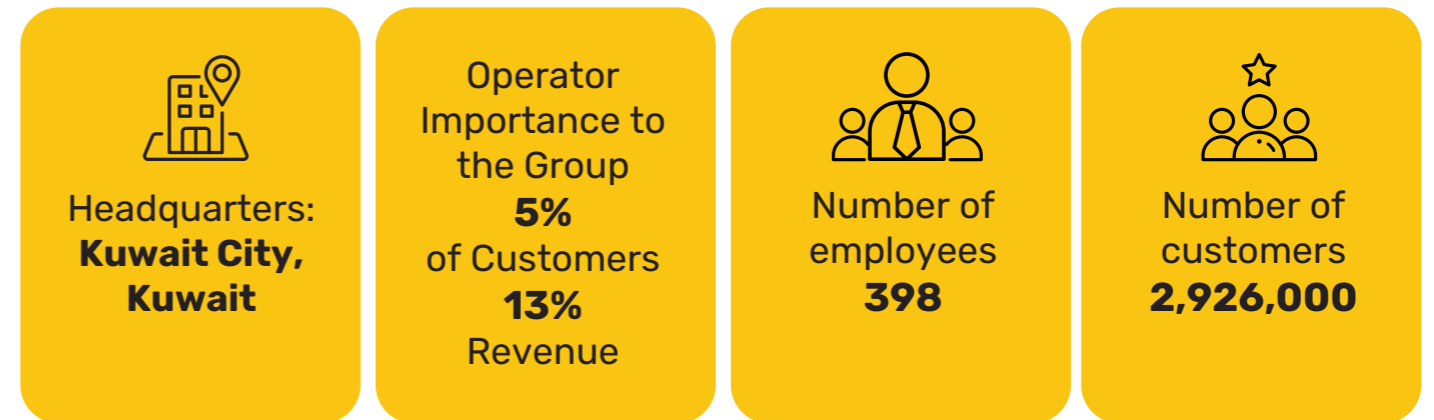 Headquarters:
Kuwait City,
Kuwait
Operator
Importance to
the Group
5%
of Customers
13%
Revenue
Number of
employees
398
Number of
customers
2,926,000